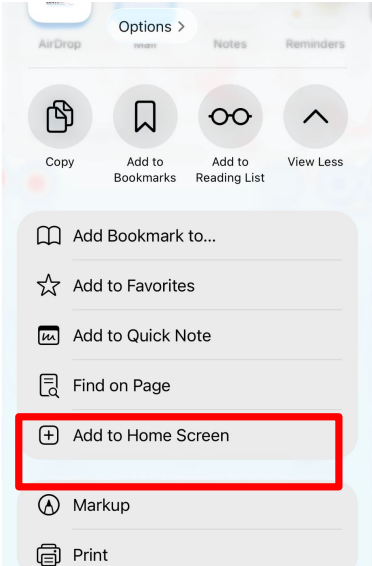 Options >
AirDrop Mail Notes Reminders
Copy
Add to
Bookmarks
Add to
Reading List
View Less
Add Bookmark to...
Add to Favorites
Add to Quick Note
Find on Page
Add to Home Screen
Markup
Print